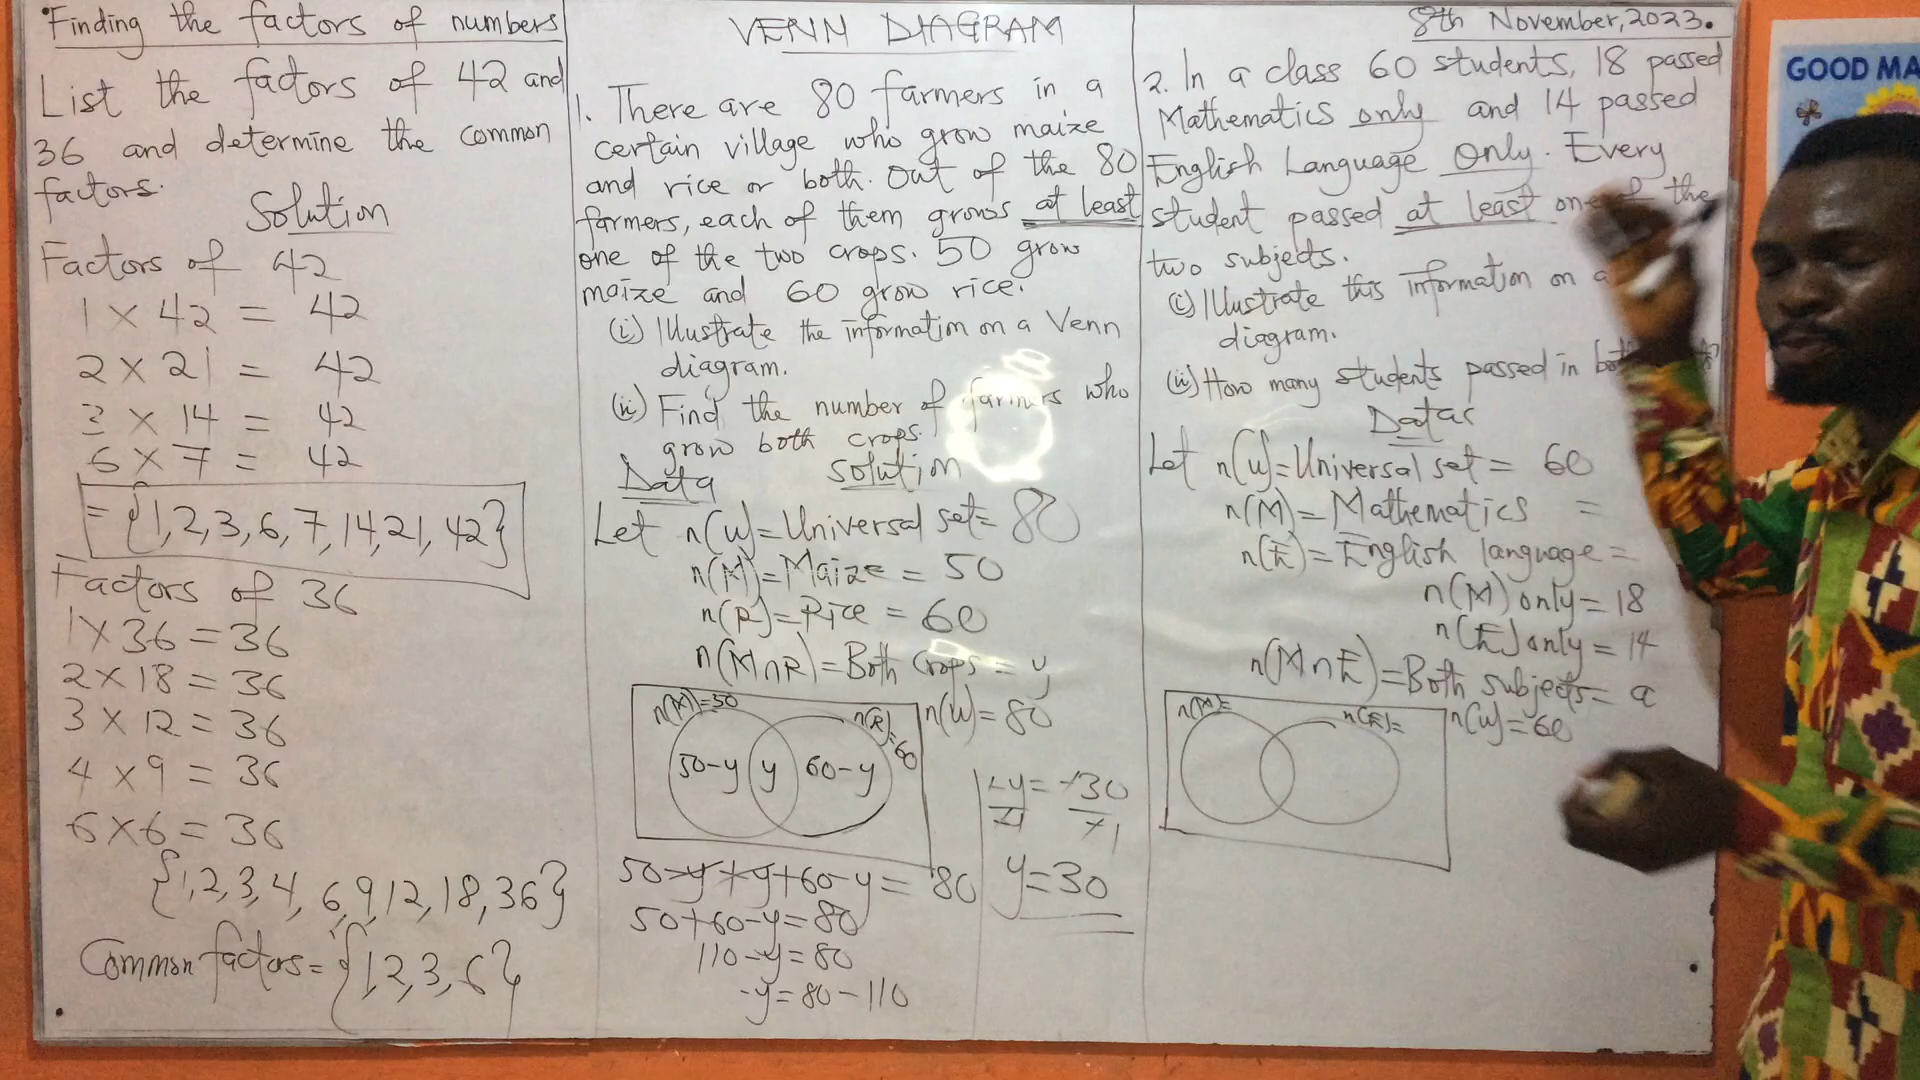 Finding the factors of numbers
List the factors of 42 and
36 and determine the common
factors.
Solution
Factors of 42
1 × 42 = 42
2 × 21 = 42
3 × 14 = 42
6 × 7 = 42
= {1,2,3,6,7,14,21,42}
Factors of 36
1 × 36 = 36
2 × 18 = 36
3 × 12 = 36
4 × 9 = 36
6 × 6 = 36
{1,2,3,4,6,9,12,18,36}
Common factors = {1,2,3,6}
VENN DIAGRAM
1. There are 80 farmers in a
certain village who grow maize
and rice or both. Out of the 80
farmers, each of them grows at least
one of the two crops. 50 grow
maize and 60 grow rice.
(i) Illustrate the information on a Venn
diagram.
(ii) Find the number of farmers who
grow both crops.
Data Solution
Let n(U)=Universal set= 80
n(M)=Maize = 50
n(R)=Rice = 60
n(M∩R)=Both crops = y
n(M)=50 n(R)=60 n(U)=80
50-y y 60-y
50-y+y+60-y= 80
50+60-y=80
110-y=80
-y=80-110
-y = -30
-1 -1
y=30
8th November,2023.
2. In a class 60 students, 18 passed
Mathematics only and 14 passed
English Language Only. Every
student passed at least one of the
two subjects.
(i) Illustrate this information on a
diagram.
(ii) How many students passed in
Datas
Let n(U)=Universal set = 60
n(M)=Mathematics =
n(E)=English language =
n(M) only=18
n(E) only=14
n(M∩E)=Both subjects= a
n(M)= n(E)= n(U)=60
GOOD MA